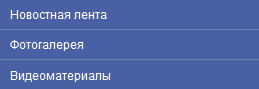 Новостная лента
Фотогалерея
Видеоматериалы